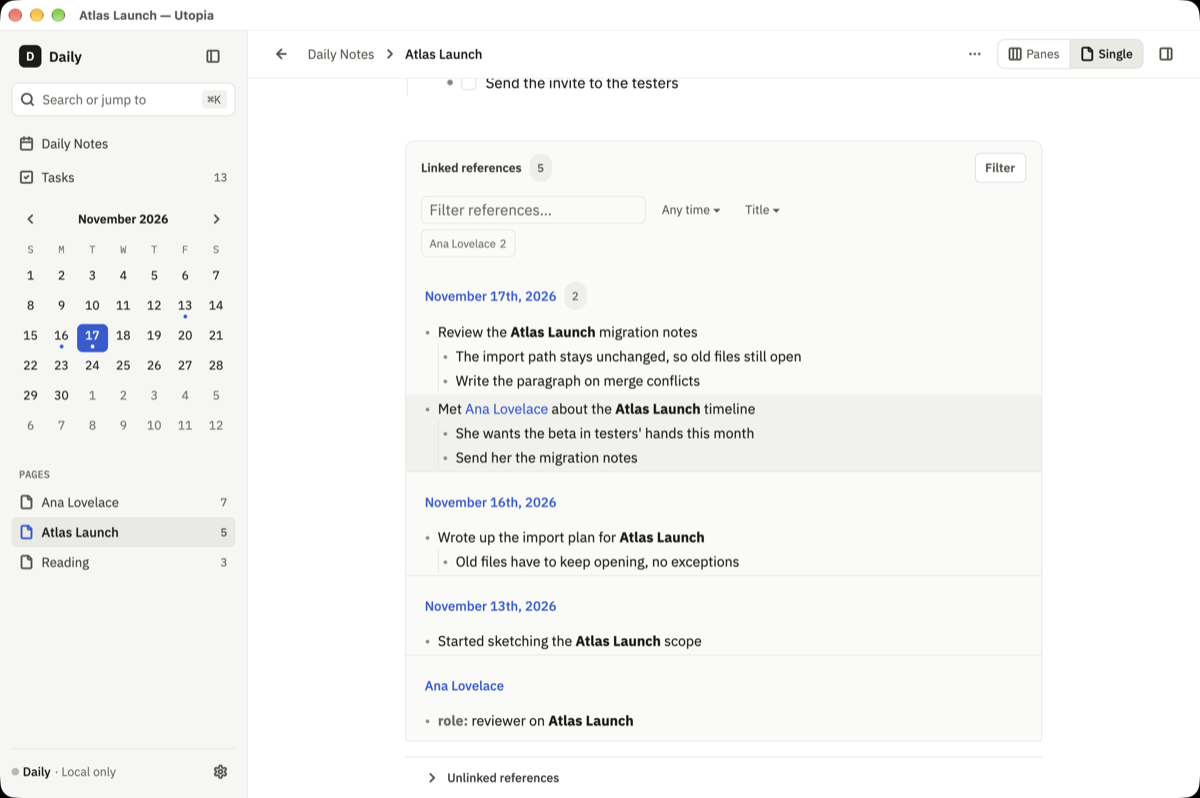 Atlas Launch — Utopia
D Daily
Search or jump to ⌘K
Daily Notes
Tasks 13
November 2026
S M T W T F S
1 2 3 4 5 6 7
8 9 10 11 12 13 14
15 16 17 18 19 20 21
22 23 24 25 26 27 28
29 30 1 2 3 4 5
6 7 8 9 10 11 12
PAGES
Ana Lovelace 7
Atlas Launch 5
Reading 3
Daily · Local only
Daily Notes > Atlas Launch
... Panes Single
Send the invite to the testers
Linked references 5 Filter
Filter references... Any time Title
Ana Lovelace 2
November 17th, 2026 2
• Review the Atlas Launch migration notes
• The import path stays unchanged, so old files still open
• Write the paragraph on merge conflicts
• Met Ana Lovelace about the Atlas Launch timeline
• She wants the beta in testers' hands this month
• Send her the migration notes
November 16th, 2026
• Wrote up the import plan for Atlas Launch
• Old files have to keep opening, no exceptions
November 13th, 2026
• Started sketching the Atlas Launch scope
Ana Lovelace
• role: reviewer on Atlas Launch
Unlinked references